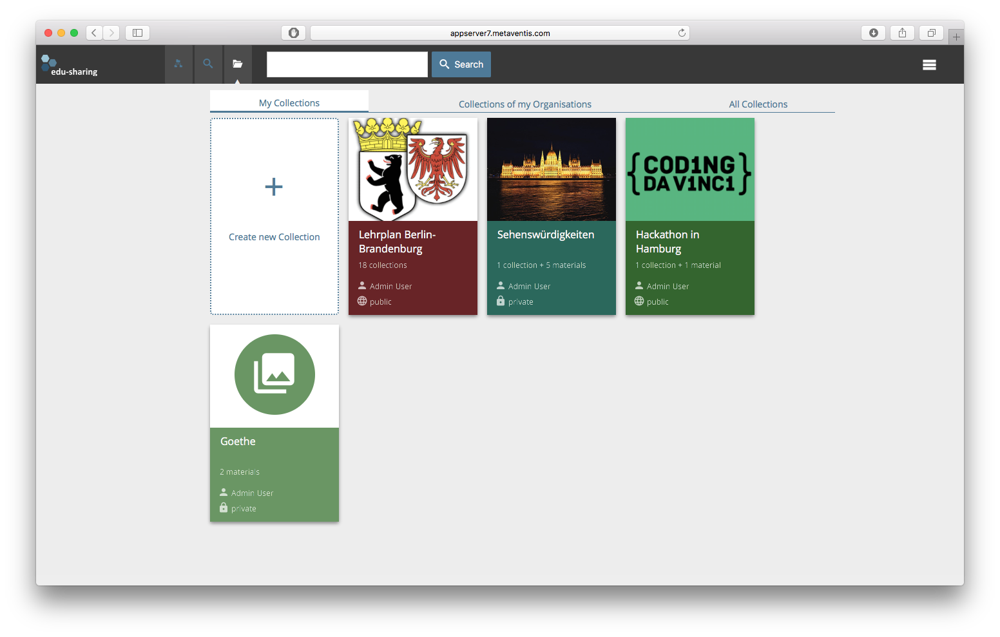 appserver7.metaventis.com
edu-sharing
Search
My Collections
Collections of my Organisations
All Collections
Create new Collection
Lehrplan Berlin-
Brandenburg
18 collections
Admin User
public
Sehenswürdigkeiten
1 collection + 5 materials
Admin User
private
{COD1NG
DA V1NC1}
Hackathon in
Hamburg
1 collection + 1 material
Admin User
public
Goethe
2 materials
Admin User
private